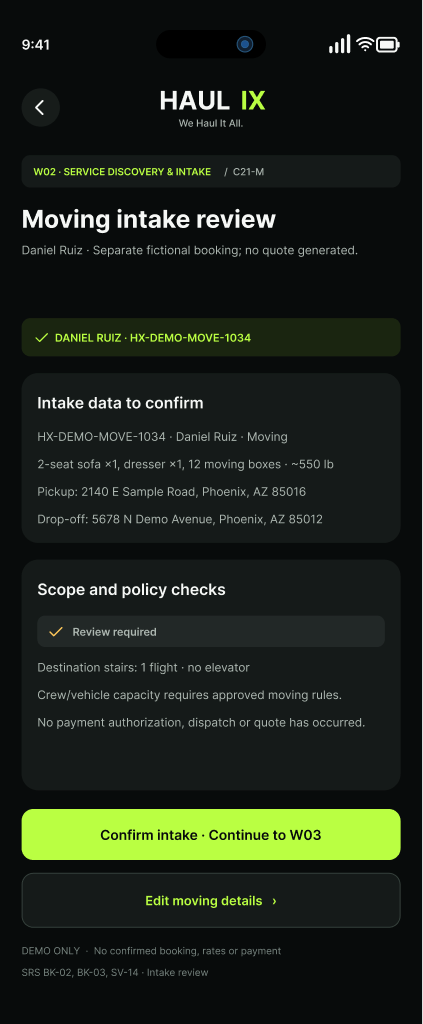 9:41
HAUL IX
We Haul It All.
W02 · SERVICE DISCOVERY & INTAKE / C21-M
Moving intake review
Daniel Ruiz · Separate fictional booking; no quote generated.
DANIEL RUIZ · HX-DEMO-MOVE-1034
Intake data to confirm
HX-DEMO-MOVE-1034 · Daniel Ruiz · Moving
2-seat sofa ×1, dresser ×1, 12 moving boxes · ~550 lb
Pickup: 2140 E Sample Road, Phoenix, AZ 85016
Drop-off: 5678 N Demo Avenue, Phoenix, AZ 85012
Scope and policy checks
Review required
Destination stairs: 1 flight · no elevator
Crew/vehicle capacity requires approved moving rules.
No payment authorization, dispatch or quote has occurred.
Confirm intake · Continue to W03
Edit moving details ›
DEMO ONLY · No confirmed booking, rates or payment
SRS BK-02, BK-03, SV-14 · Intake review